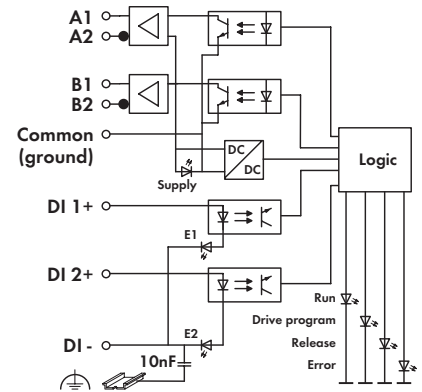 A1
A2
B1
B2
Common
(ground)
DC
DC
Supply
Logic
DI 1+
E1
DI 2+
Run
Drive program
Release
Error
E2
DI -
10nF